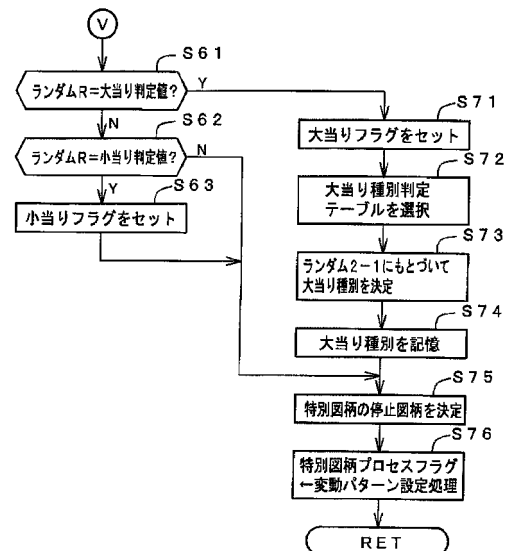 V
S61
ランダムR=大当り判定値?
Y
N
S62
ランダムR=小当り判定値?
N
Y
S63
小当りフラグをセット
S71
大当りフラグをセット
S72
大当り種別判定
テーブルを選択
S73
ランダム2-1にもとづいて
大当り種別を決定
S74
大当り種別を記憶
S75
特別図柄の停止図柄を決定
S76
特別図柄プロセスフラグ
←変動パターン設定処理
RET